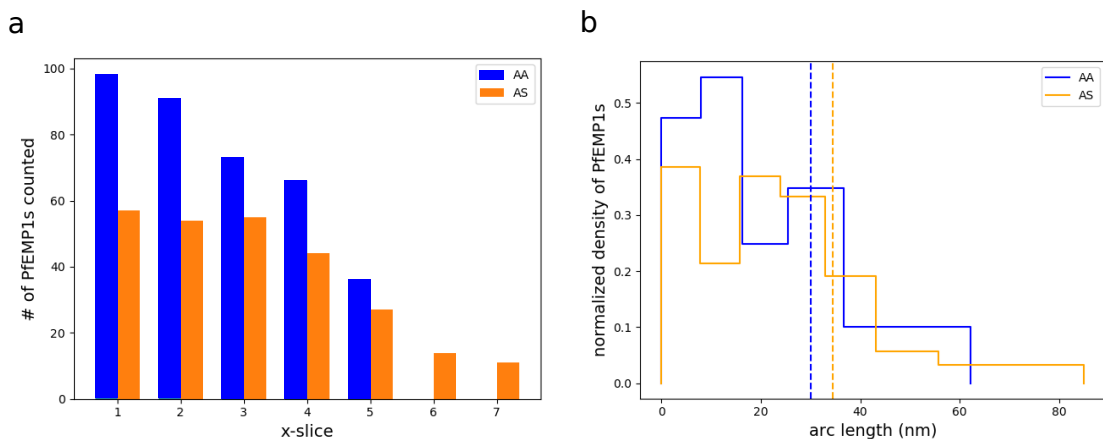 a
# of PfEMP1s counted
100
80
60
40
20
0
AA
AS
1 2 3 4 5 6 7
x-slice
b
normalized density of PfEMP1s
0.5
0.4
0.3
0.2
0.1
0.0
AA
AS
0 20 40 60 80
arc length (nm)